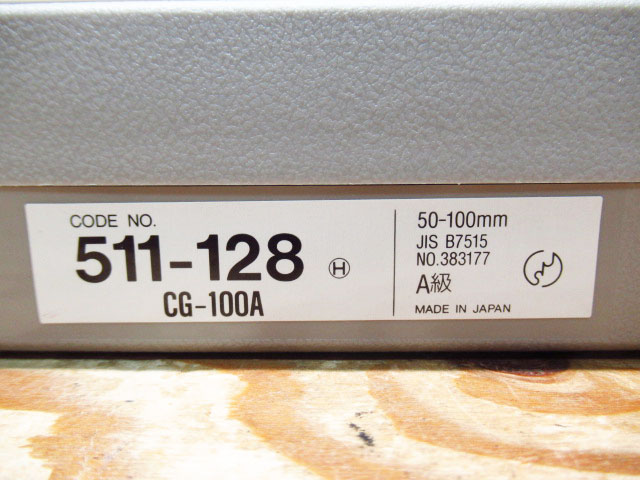 CODE NO.
511-128 Ⓗ
CG-100A
50-100mm
JIS B7515
NO.383177
A級
MADE IN JAPAN